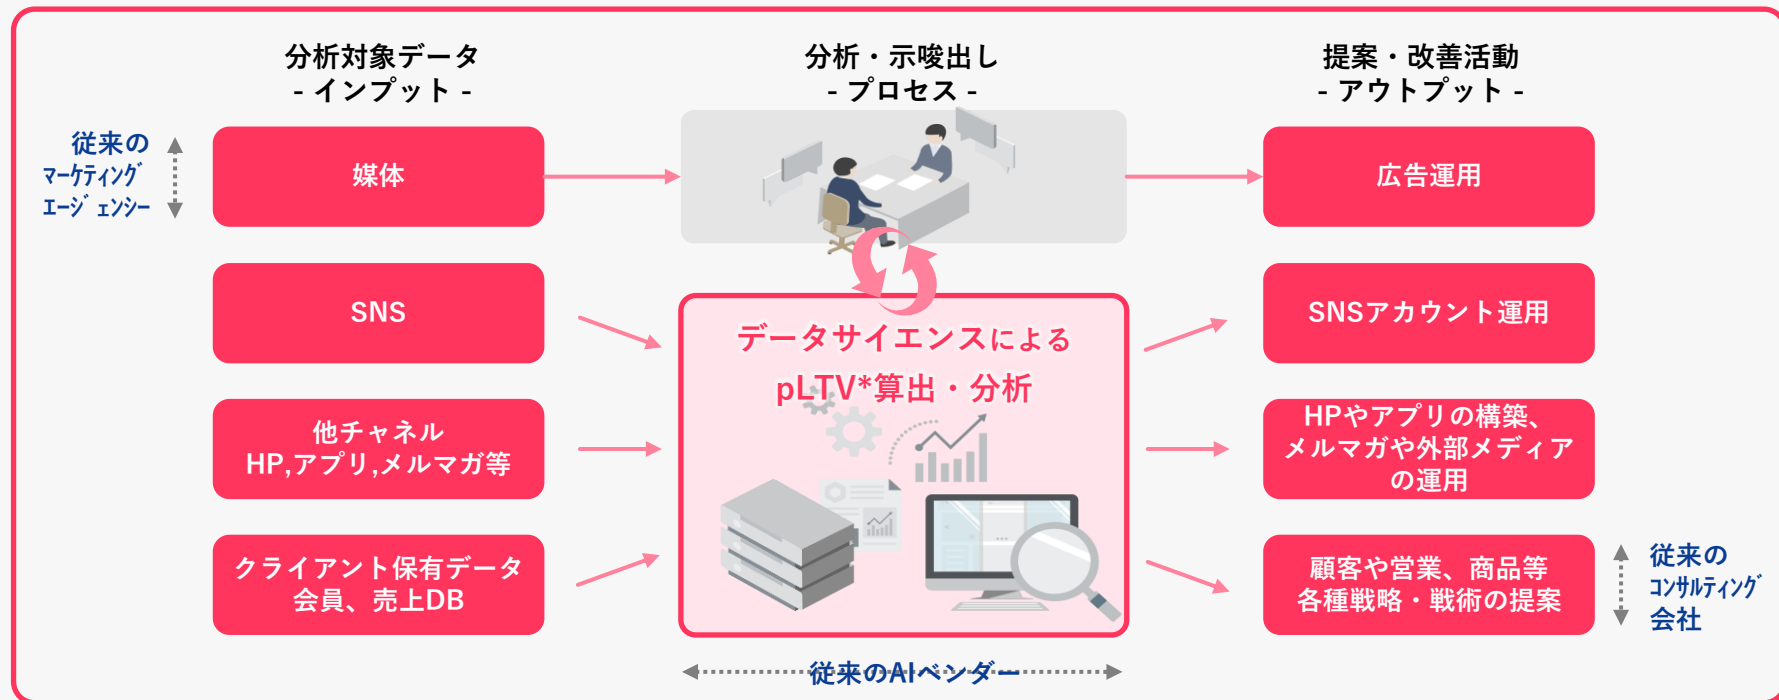 分析対象データ
- インプット -
分析・示唆出し
- プロセス -
提案・改善活動
- アウトプット -
従来の
マーケティング
エージェンシー
媒体
広告運用
SNS
データサイエンスによる
pLTV*算出・分析
SNSアカウント運用
他チャネル
HP,アプリ,メルマガ等
HPやアプリの構築、
メルマガや外部メディア
の運用
クライアント保有データ
会員、売上DB
顧客や営業、商品等
各種戦略・戦術の提案
従来の
コンサルティング
会社
従来のAIベンダー